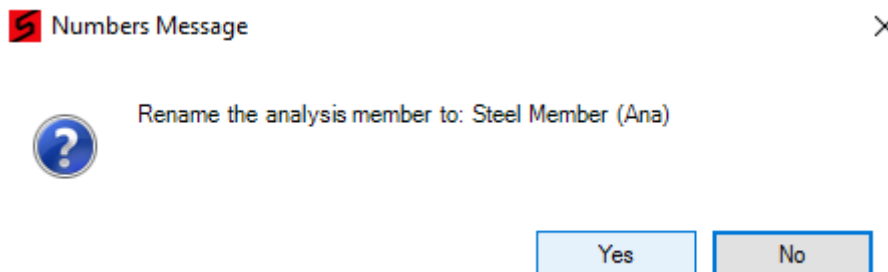 Numbers Message
Rename the analysis member to: Steel Member (Ana)
Yes No